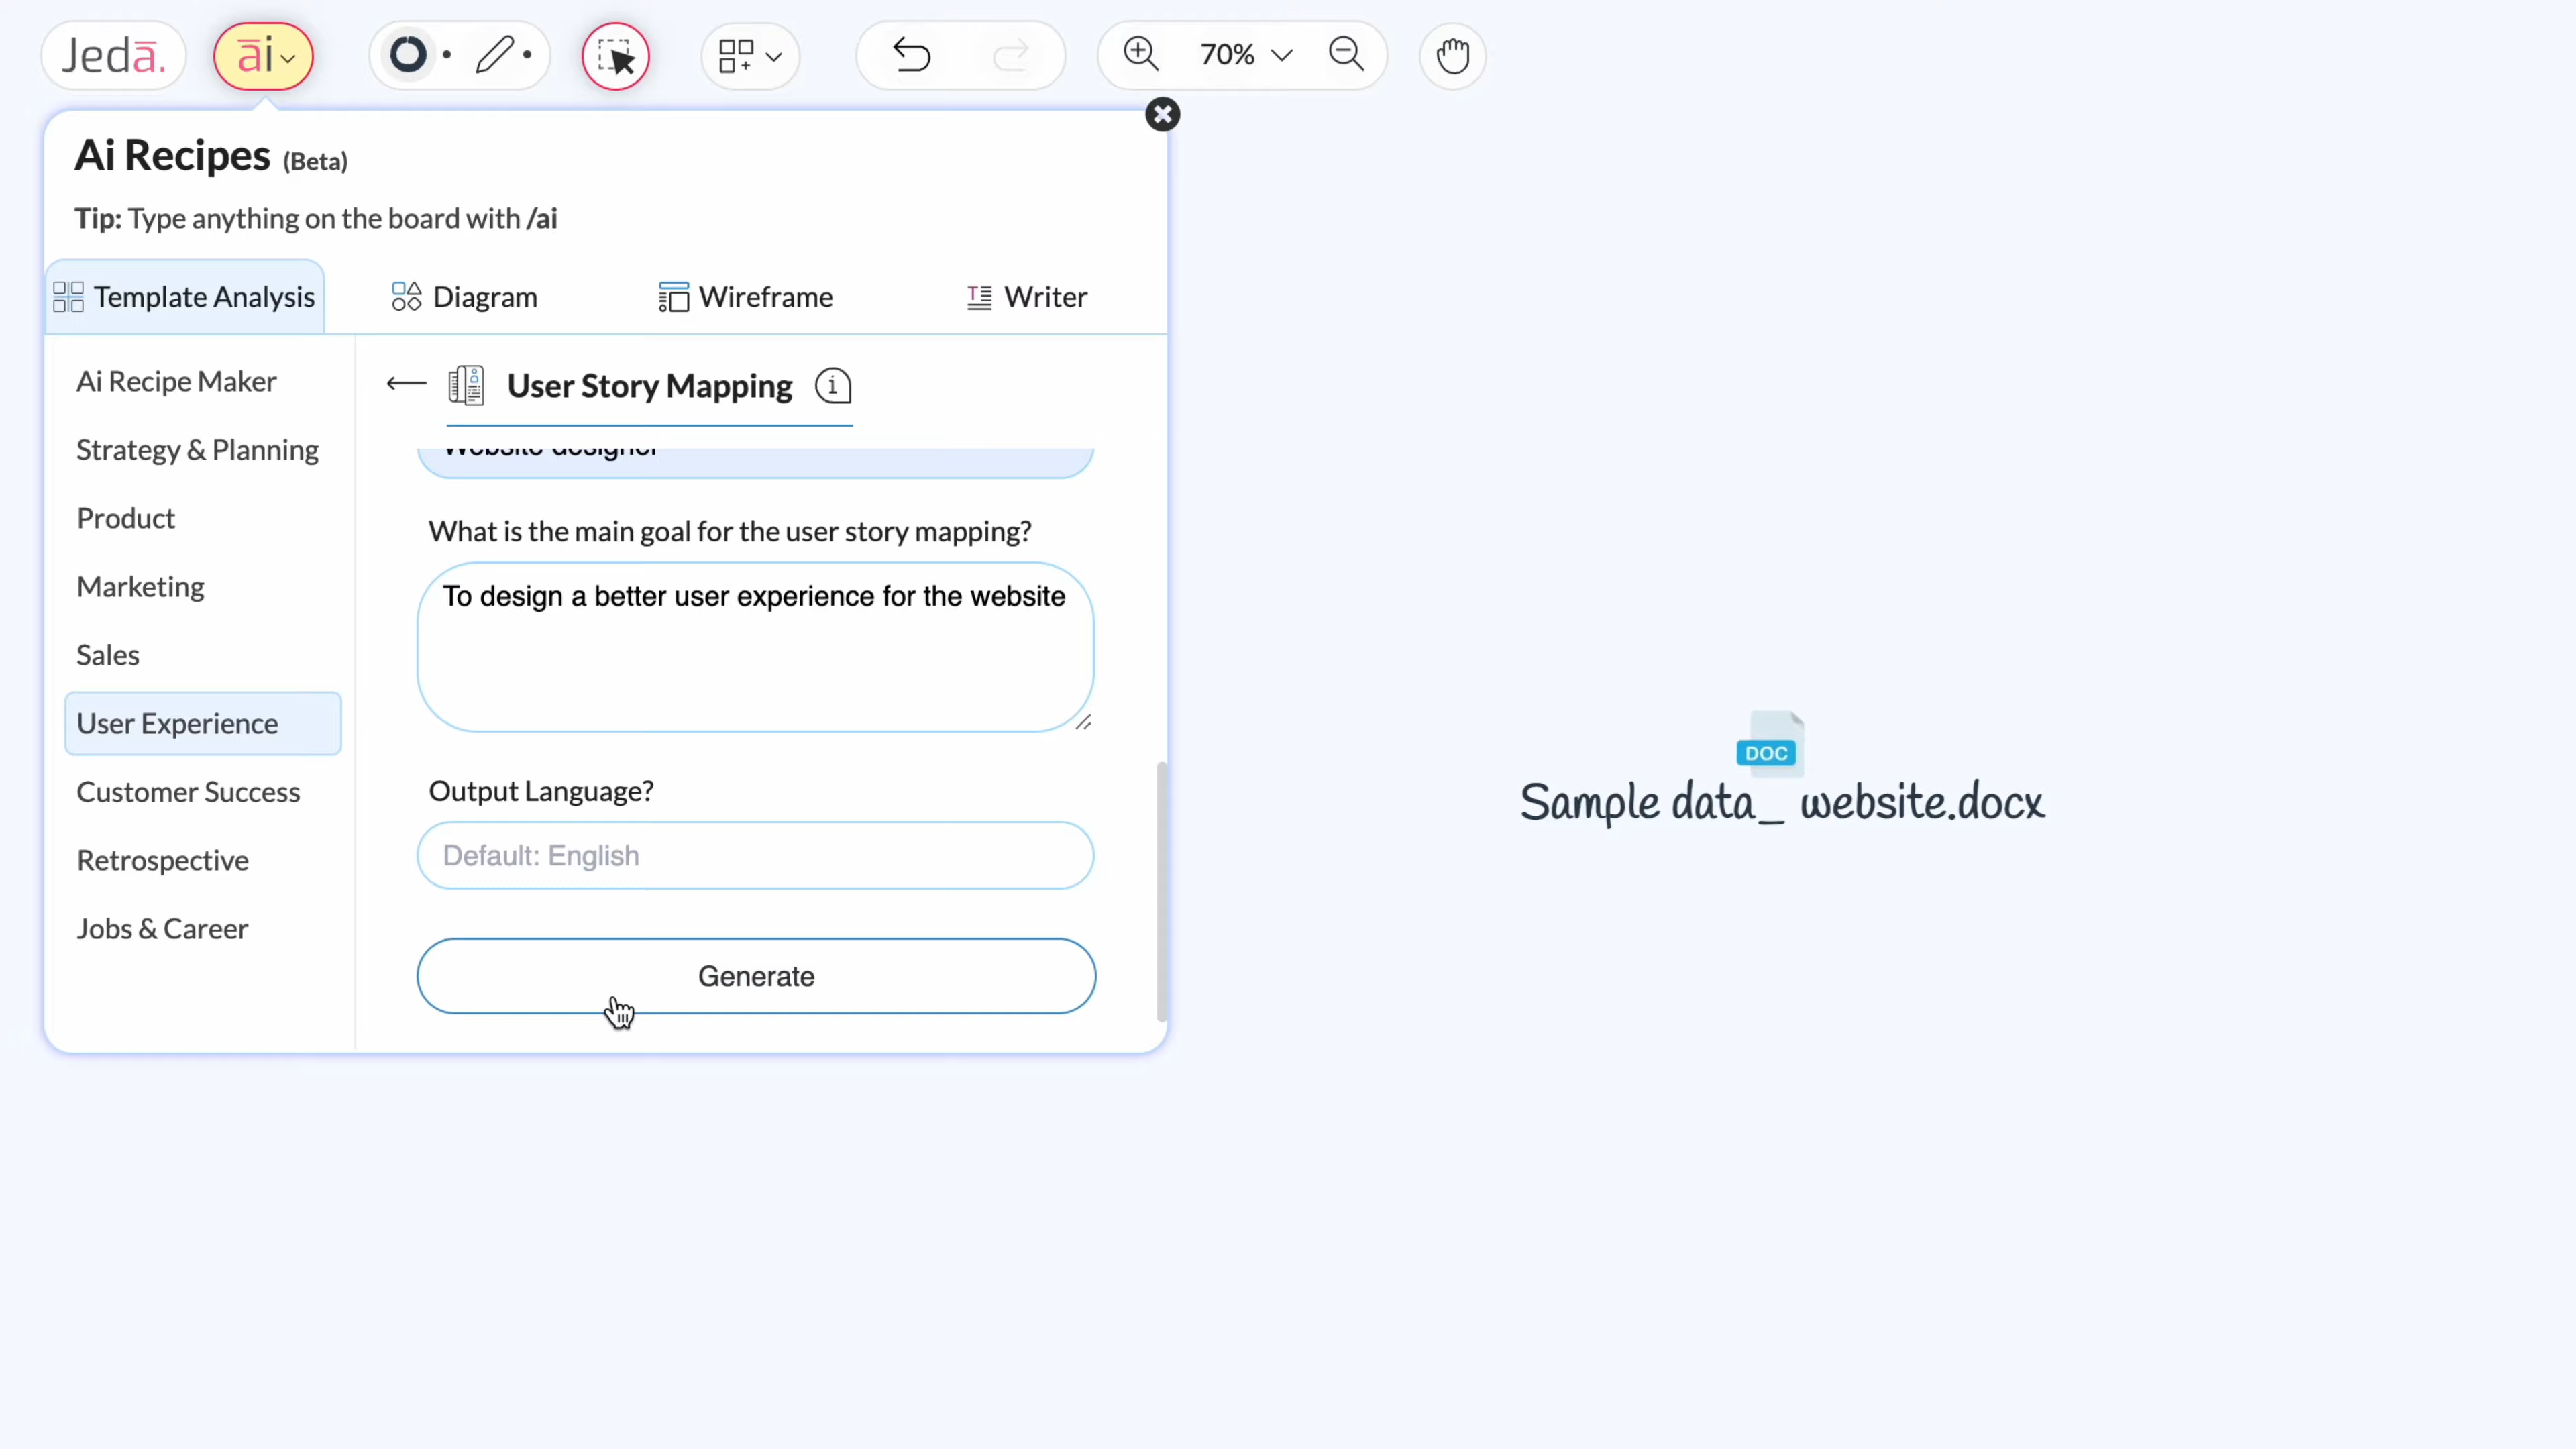 Jedā.
āi
70%
Ai Recipes (Beta)
Tip: Type anything on the board with /ai
Template Analysis
Diagram
Wireframe
Writer
Ai Recipe Maker
Strategy & Planning
Product
Marketing
Sales
User Experience
Customer Success
Retrospective
Jobs & Career
User Story Mapping
Website designer
What is the main goal for the user story mapping?
To design a better user experience for the website
Output Language?
Default: English
Generate
DOC
Sample data_ website.docx